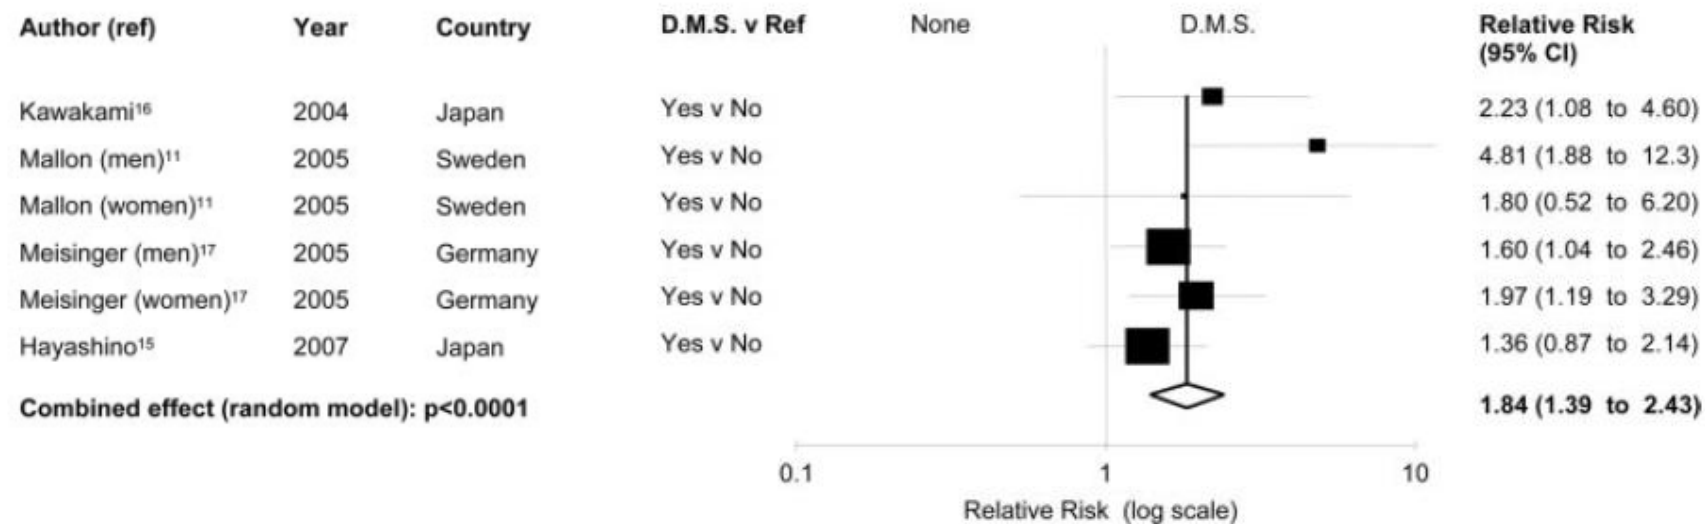 Author (ref) Year Country D.M.S. v Ref None D.M.S. Relative Risk
(95% CI)
Kawakami¹⁶ 2004 Japan Yes v No 2.23 (1.08 to 4.60)
Mallon (men)¹¹ 2005 Sweden Yes v No 4.81 (1.88 to 12.3)
Mallon (women)¹¹ 2005 Sweden Yes v No 1.80 (0.52 to 6.20)
Meisinger (men)¹⁷ 2005 Germany Yes v No 1.60 (1.04 to 2.46)
Meisinger (women)¹⁷ 2005 Germany Yes v No 1.97 (1.19 to 3.29)
Hayashino¹⁵ 2007 Japan Yes v No 1.36 (0.87 to 2.14)
Combined effect (random model): p<0.0001 1.84 (1.39 to 2.43)
0.1 1 10
Relative Risk (log scale)